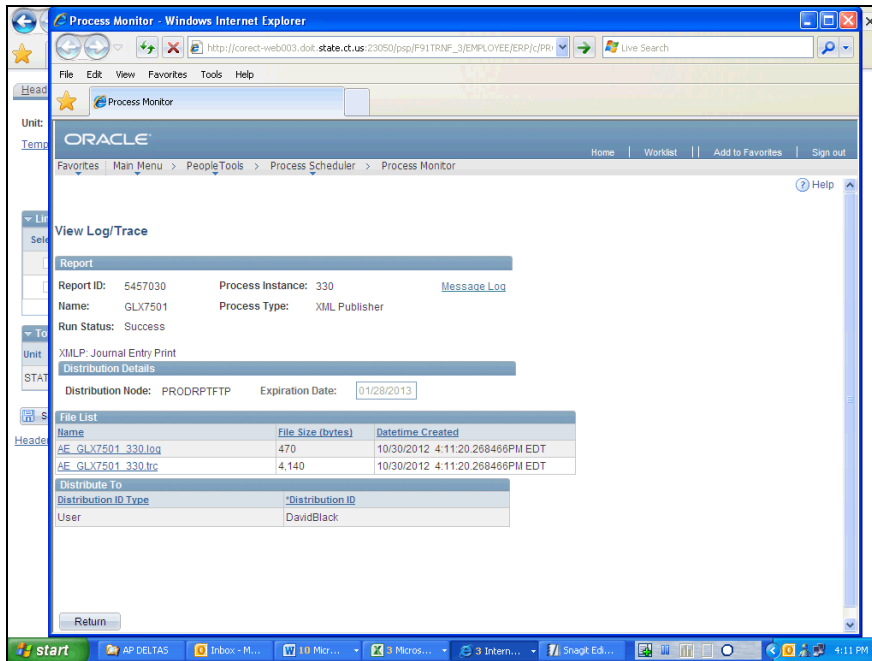 Process Monitor - Windows Internet Explorer
http://corect-web003.doit.state.ct.us:23050/psp/F91TRNF_3/EMPLOYEE/ERP/c/PR
Live Search
File Edit View Favorites Tools Help
Process Monitor
Head
Unit:
Temp
ORACLE
Home | Worklist || Add to Favorites | Sign out
Favorites Main Menu > PeopleTools > Process Scheduler > Process Monitor
? Help
Lin
Sele
View Log/Trace
Report
Report ID: 5457030 Process Instance: 330 Message Log
Name: GLX7501 Process Type: XML Publisher
Run Status: Success
To
Unit
STAT
XMLP: Journal Entry Print
Distribution Details
Distribution Node: PRODRPTFTP Expiration Date: 01/28/2013
S
Header
File List
Name File Size (bytes) Datetime Created
AE_GLX7501_330.log 470 10/30/2012 4:11:20.268466PM EDT
AE_GLX7501_330.trc 4,140 10/30/2012 4:11:20.268466PM EDT
Distribute To
Distribution ID Type *Distribution ID
User DavidBlack
Return
start AP DELTAS Inbox - M... 10 Micr... 3 Micros... 3 Intern... Snagit Edi... 4:11 PM